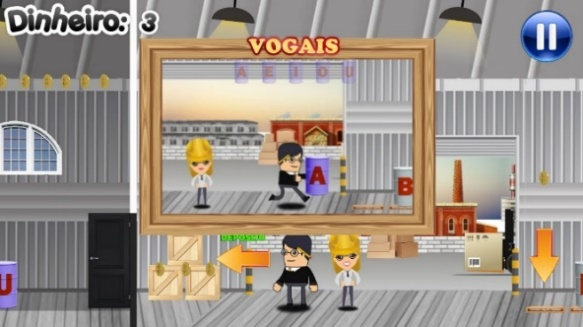 Dinheiro: 3
VOGAIS
A E I O U
A
B
U